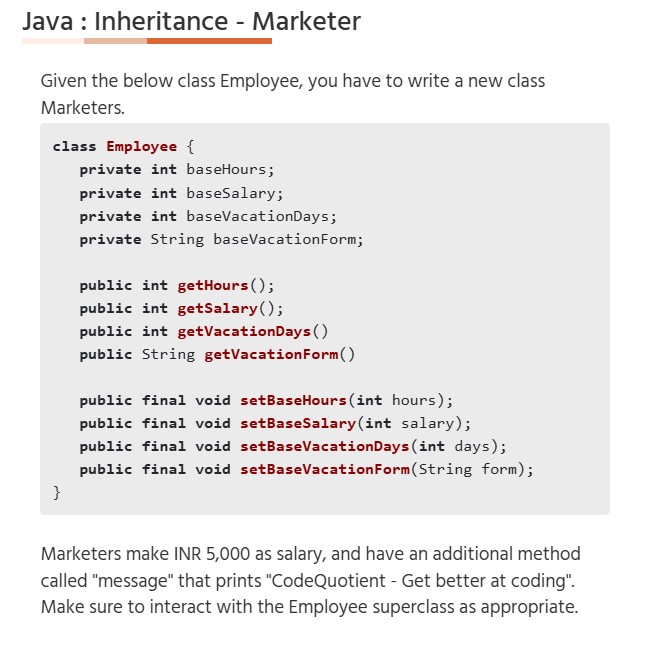 Java : Inheritance - Marketer
Given the below class Employee, you have to write a new class
Marketers.
class Employee {
private int baseHours;
private int baseSalary;
private int baseVacationDays;
private String baseVacationForm;
public int getHours();
public int getSalary();
public int getVacationDays()
public String getVacationForm()
public final void setBaseHours(int hours);
public final void setBaseSalary(int salary);
public final void setBaseVacationDays(int days);
public final void setBaseVacationForm(String form);
}
Marketers make INR 5,000 as salary, and have an additional method
called "message" that prints "CodeQuotient - Get better at coding".
Make sure to interact with the Employee superclass as appropriate.